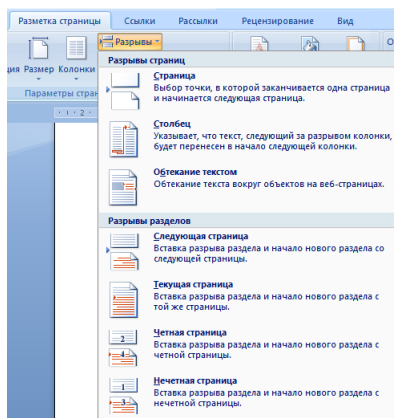 Разметка страницы Ссылки Рассылки Рецензирование Вид
Разрывы
Размер Колонки
Параметры стран
Разрывы страниц
Страница
Выбор точки, в которой заканчивается одна страница
и начинается следующая страница.
Столбец
Указывает, что текст, следующий за разрывом колонки,
будет перенесен в начало следующей колонки.
Обтекание текстом
Обтекание текста вокруг объектов на веб-страницах.
Разрывы разделов
Следующая страница
Вставка разрыва раздела и начало нового раздела со
следующей страницы.
Текущая страница
Вставка разрыва раздела и начало нового раздела с
той же страницы.
Четная страница
Вставка разрыва раздела и начало нового раздела с
четной страницы.
Нечетная страница
Вставка разрыва раздела и начало нового раздела с
нечетной страницы.